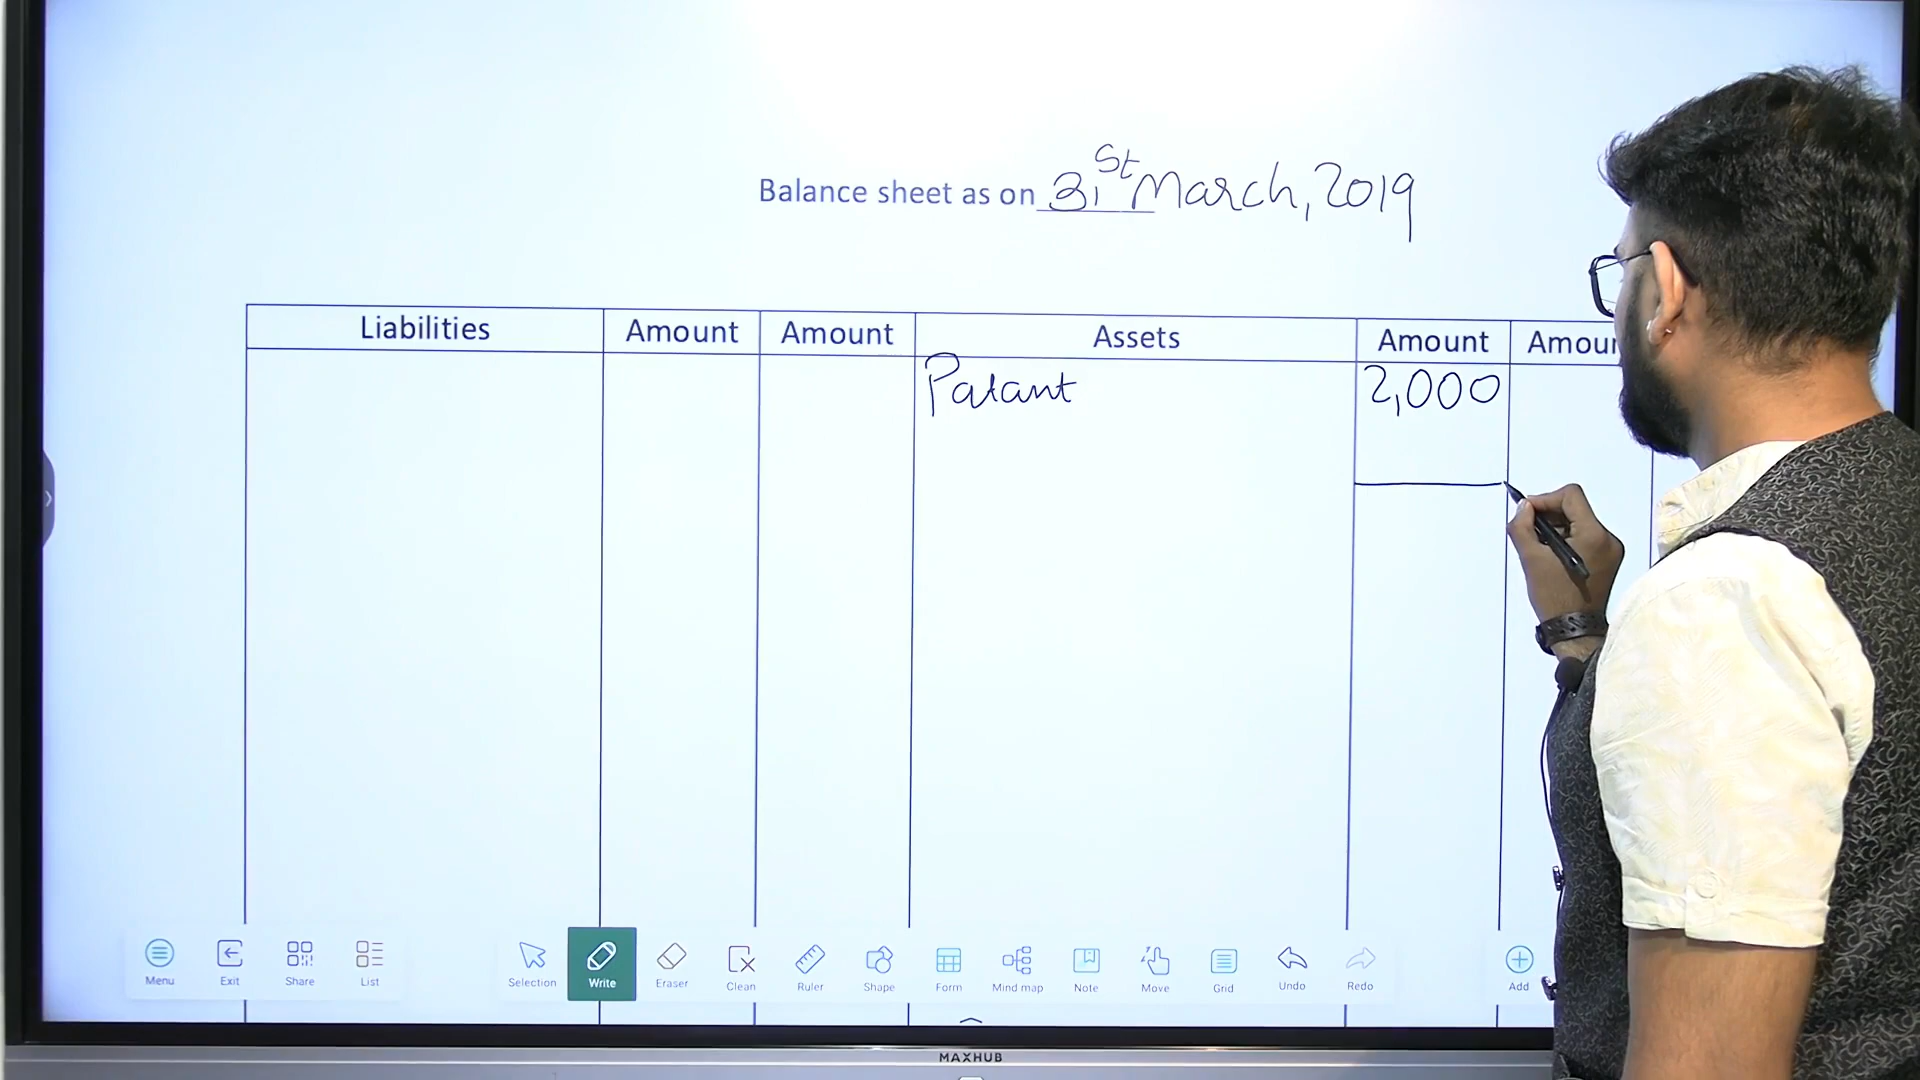 Balance sheet as on 31st March, 2019
Liabilities Amount Amount Assets Amount Amoun
Patant 2,000
Menu Exit Share List Selection Write Eraser Clean Ruler Shape Form Mind map Note Move Grid Undo Redo Add
MAXHUB